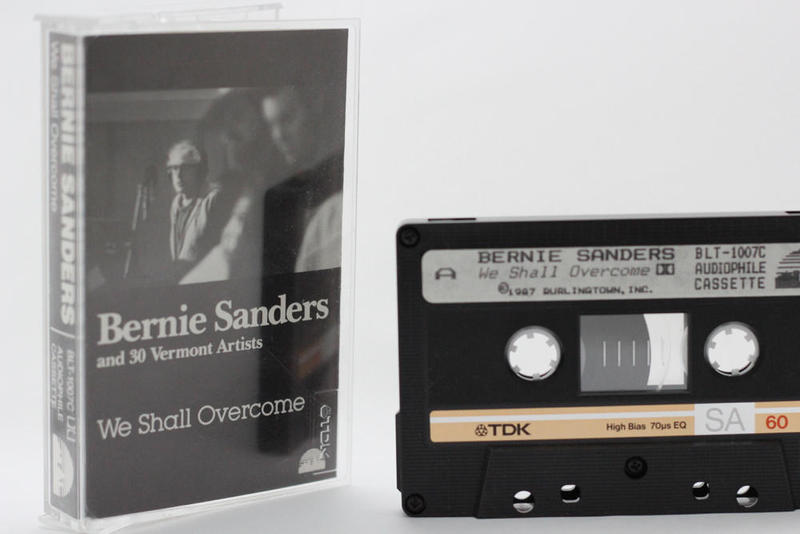 BERNIE SANDERS
We Shall Overcome
BLT-1007C
AUDIOPHILE
CASSETTE
Bernie Sanders
and 30 Vermont Artists
We Shall Overcome
TDK
A
BERNIE SANDERS
We Shall Overcome
©1987 BURLINGTOWN, INC.
BLT-1007C
AUDIOPHILE
CASSETTE
TDK
High Bias 70µs EQ
SA
60